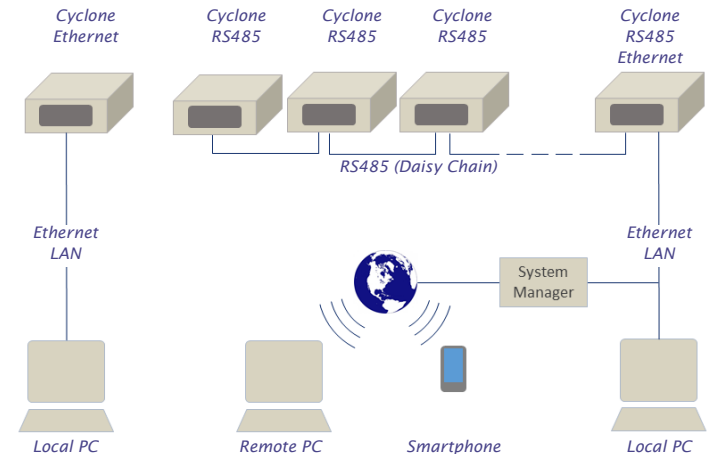 Cyclone
Ethernet
Cyclone
RS485
Cyclone
RS485
Cyclone
RS485
Cyclone
RS485
Ethernet
RS485 (Daisy Chain)
Ethernet
LAN
Ethernet
LAN
System
Manager
Local PC
Remote PC
Smartphone
Local PC